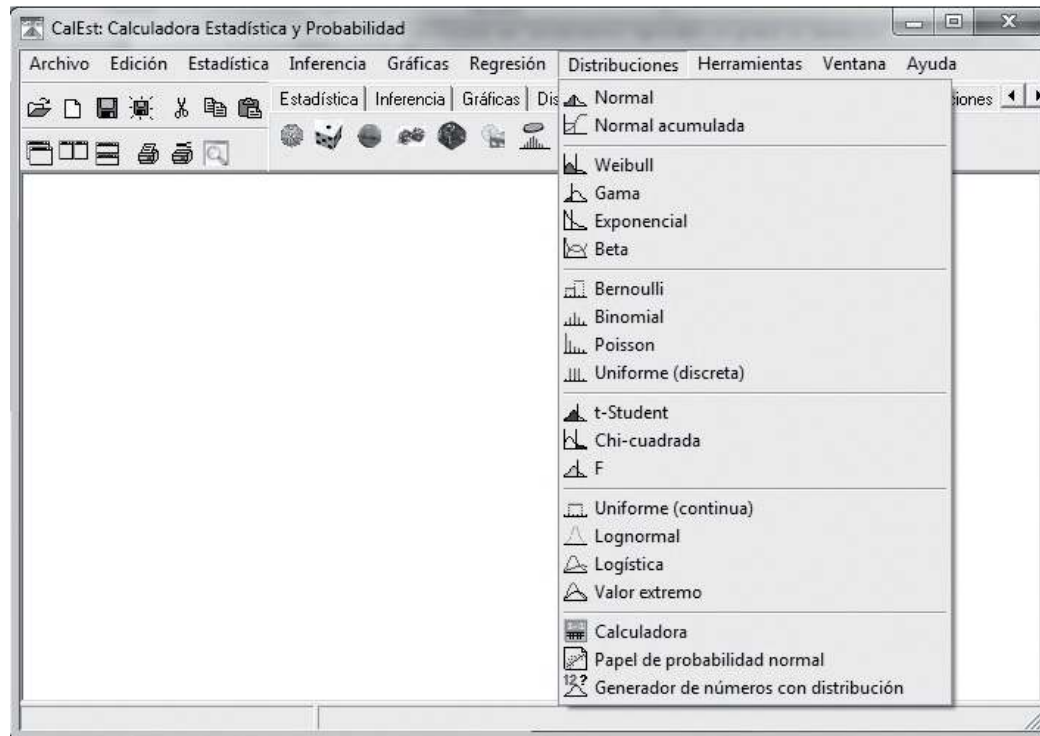 CalEst: Calculadora Estadística y Probabilidad
Archivo Edición Estadística Inferencia Gráficas Regresión Distribuciones Herramientas Ventana Ayuda
Estadística Inferencia Gráficas Dis iones
Normal
Normal acumulada
Weibull
Gama
Exponencial
Beta
Bernoulli
Binomial
Poisson
Uniforme (discreta)
t-Student
Chi-cuadrada
F
Uniforme (continua)
Lognormal
Logística
Valor extremo
Calculadora
Papel de probabilidad normal
Generador de números con distribución